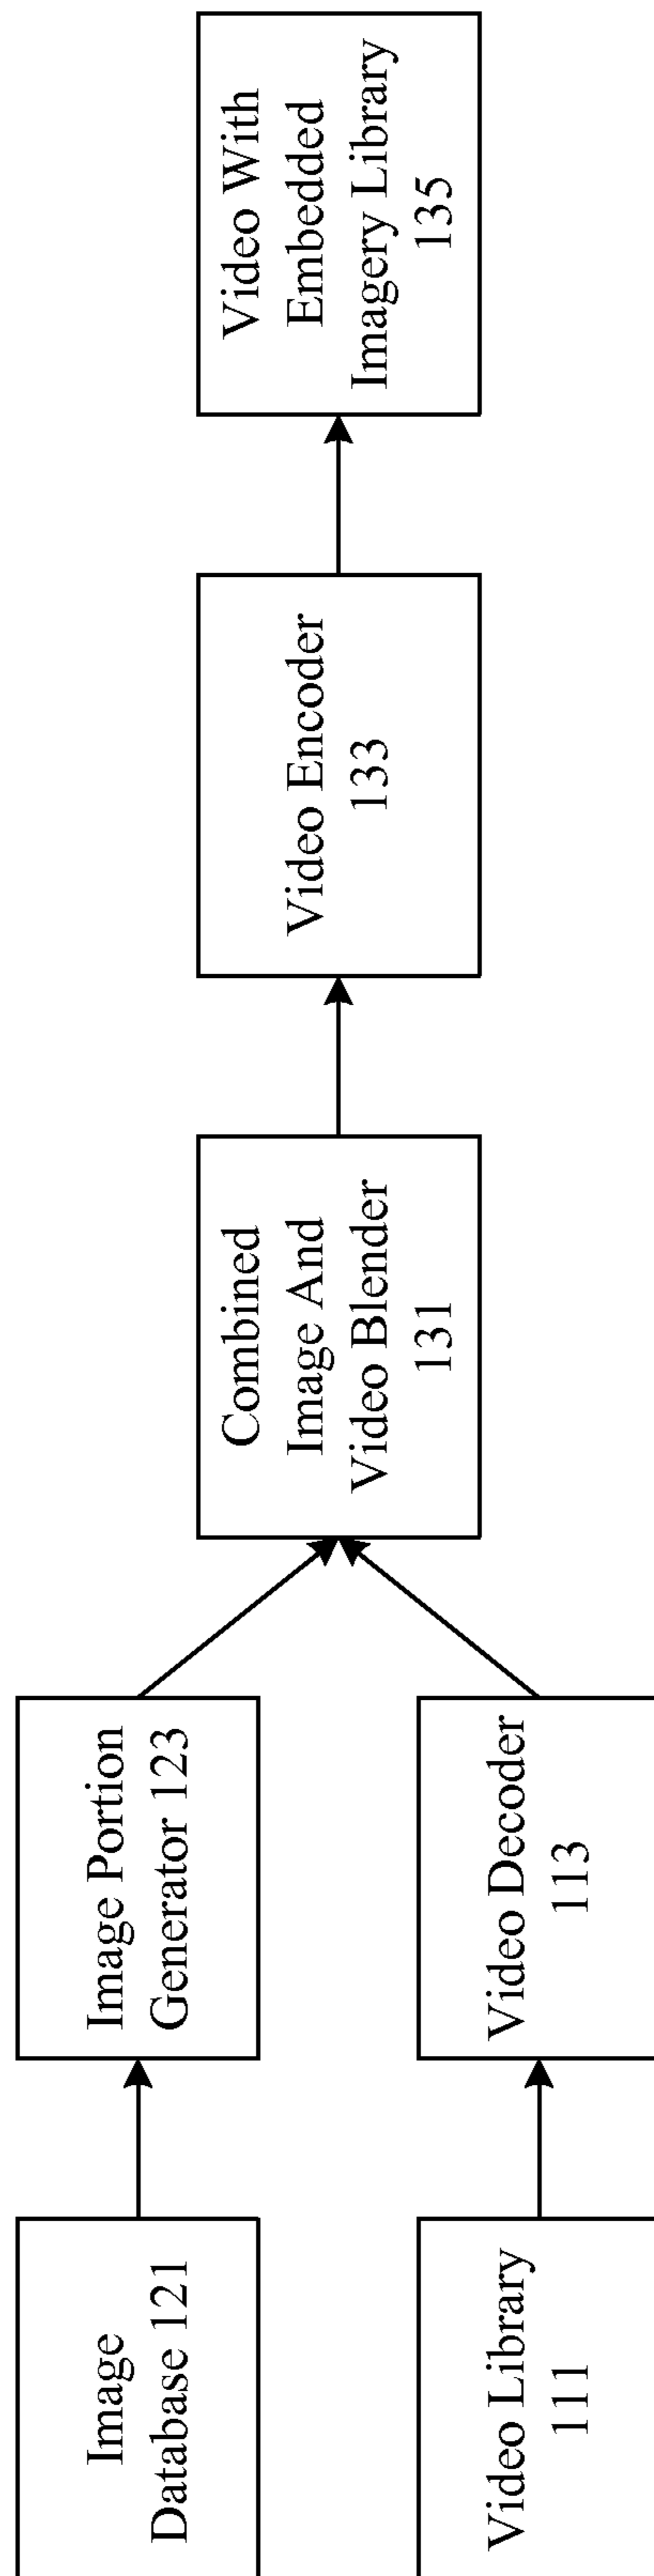 Image
Database 121
Image Portion
Generator 123
Video Library
111
Video Decoder
113
Combined
Image And
Video Blender
131
Video Encoder
133
Video With
Embedded
Imagery Library
135